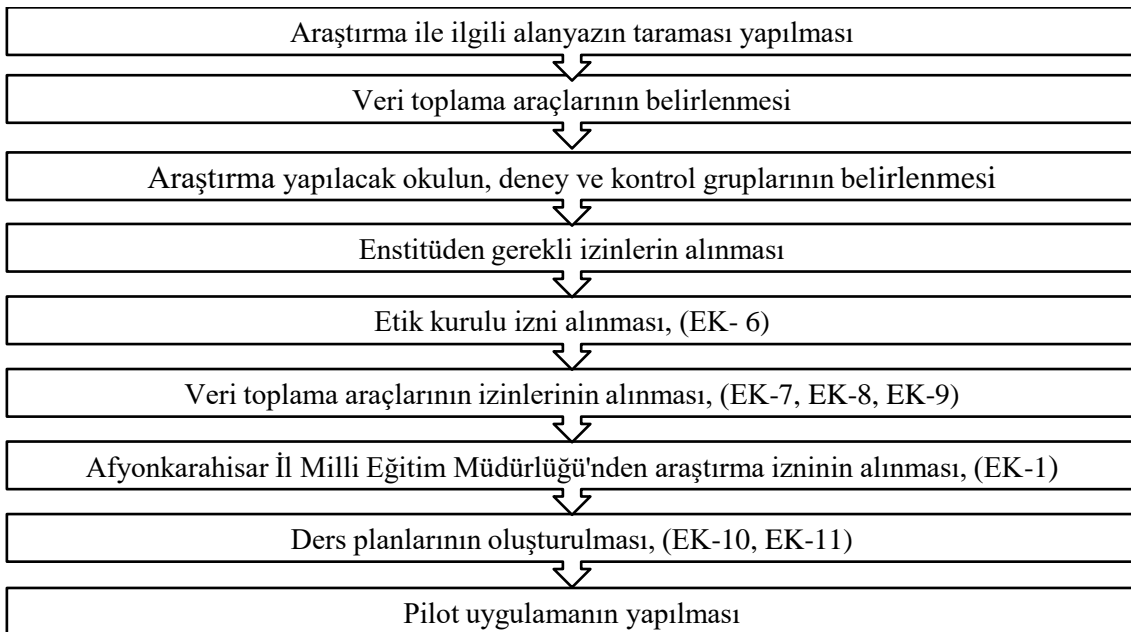 Araştırma ile ilgili alanyazın taraması yapılması
Veri toplama araçlarının belirlenmesi
Araştırma yapılacak okulun, deney ve kontrol gruplarının belirlenmesi
Enstitüden gerekli izinlerin alınması
Etik kurulu izni alınması, (EK- 6)
Veri toplama araçlarının izinlerinin alınması, (EK-7, EK-8, EK-9)
Afyonkarahisar İl Milli Eğitim Müdürlüğü'nden araştırma izninin alınması, (EK-1)
Ders planlarının oluşturulması, (EK-10, EK-11)
Pilot uygulamanın yapılması